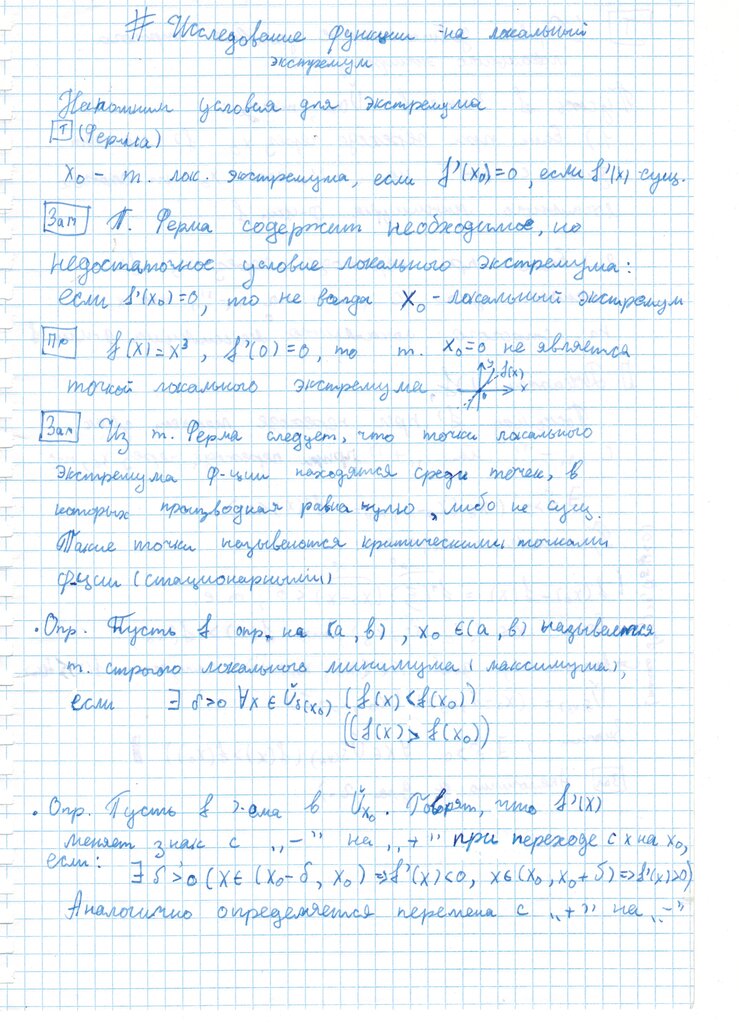 # Исследование функции на локальный
экстремум
Напомним условия для экстремума
Т (Ферма)
x₀ – т. лок. экстремума, если f'(x₀)=0, если f'(x) сущ.
Зам Т. Ферма содержит необходимое, но
недостаточное условие локального экстремума:
если f'(x₀)=0, то не всегда x₀ – локальный экстремум
Пр f(x)=x³, f'(0)=0, то т. x₀=0 не является
точкой локального экстремума y f(x) x
Зам Из т. Ферма следует, что точки локального
экстремума ф-ции находятся среди точек, в
которых производная равна нулю, либо не сущ.
Такие точки называются критическими точками
ф-ции (стационарными)
• Опр. Пусть f опр. на (a, b), x₀ ∈ (a, b) называется
т. строгого локального минимума (максимума),
если ∃ δ>0 ∀x ∈ Ůδ(x₀) (f(x) < f(x₀))
((f(x) > f(x₀))
• Опр. Пусть f в Ůx₀. Говорят, что f'(x)
меняет знак с „–” на „+” при переходе с x на x₀,
если: ∃ δ>0 (x∈(x₀-δ, x₀) ⇒ f'(x)<0, x∈(x₀, x₀+δ) ⇒ f'(x)>0)
Аналогично определяется перемена с „+” на „–”